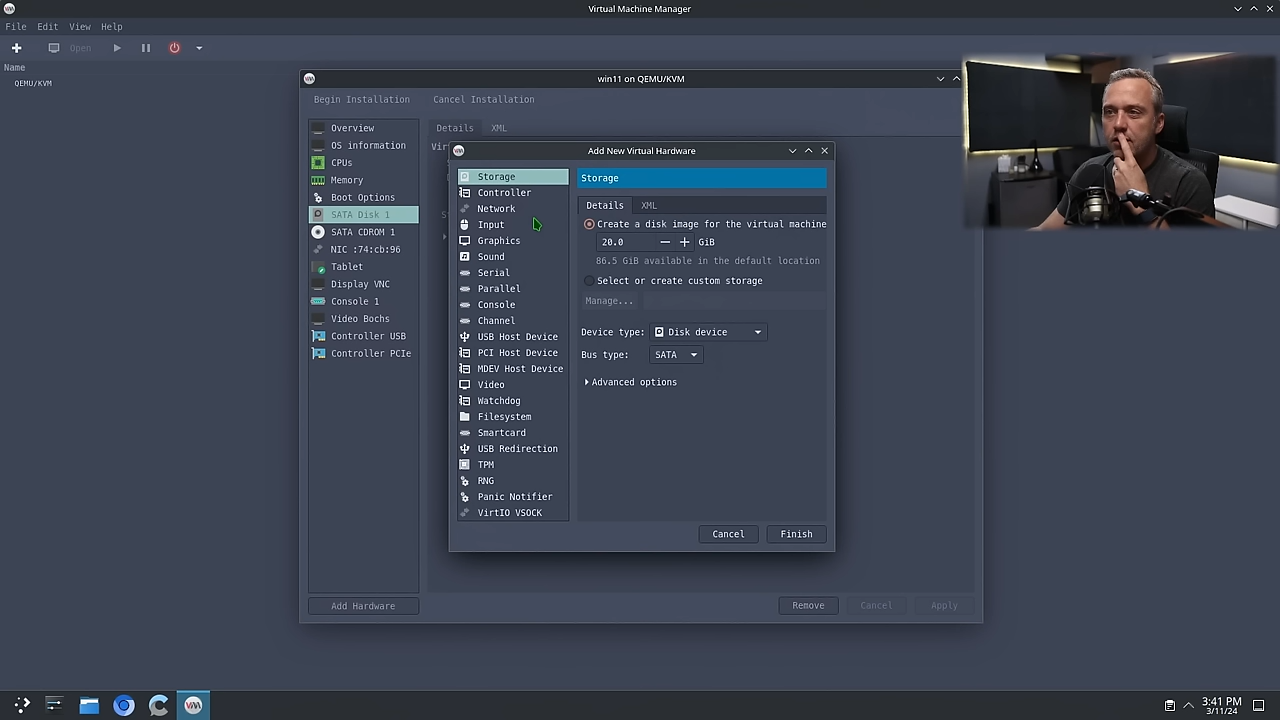 Virtual Machine Manager
File Edit View Help
Open
Name
QEMU/KVM
win11 on QEMU/KVM
Begin Installation Cancel Installation
Overview
OS information
CPUs
Memory
Boot Options
SATA Disk 1
SATA CDROM 1
NIC :74:cb:96
Tablet
Display VNC
Console 1
Video Bochs
Controller USB
Controller PCIe
Add Hardware
Details XML
Add New Virtual Hardware
Storage
Controller
Network
Input
Graphics
Sound
Serial
Parallel
Console
Channel
USB Host Device
PCI Host Device
MDEV Host Device
Video
Watchdog
Filesystem
Smartcard
USB Redirection
TPM
RNG
Panic Notifier
VirtIO VSOCK
Storage
Details XML
Create a disk image for the virtual machine
20.0 GiB
86.5 GiB available in the default location
Select or create custom storage
Manage...
Device type: Disk device
Bus type: SATA
Advanced options
Cancel Finish
Remove Cancel Apply
3:41 PM
3/11/24